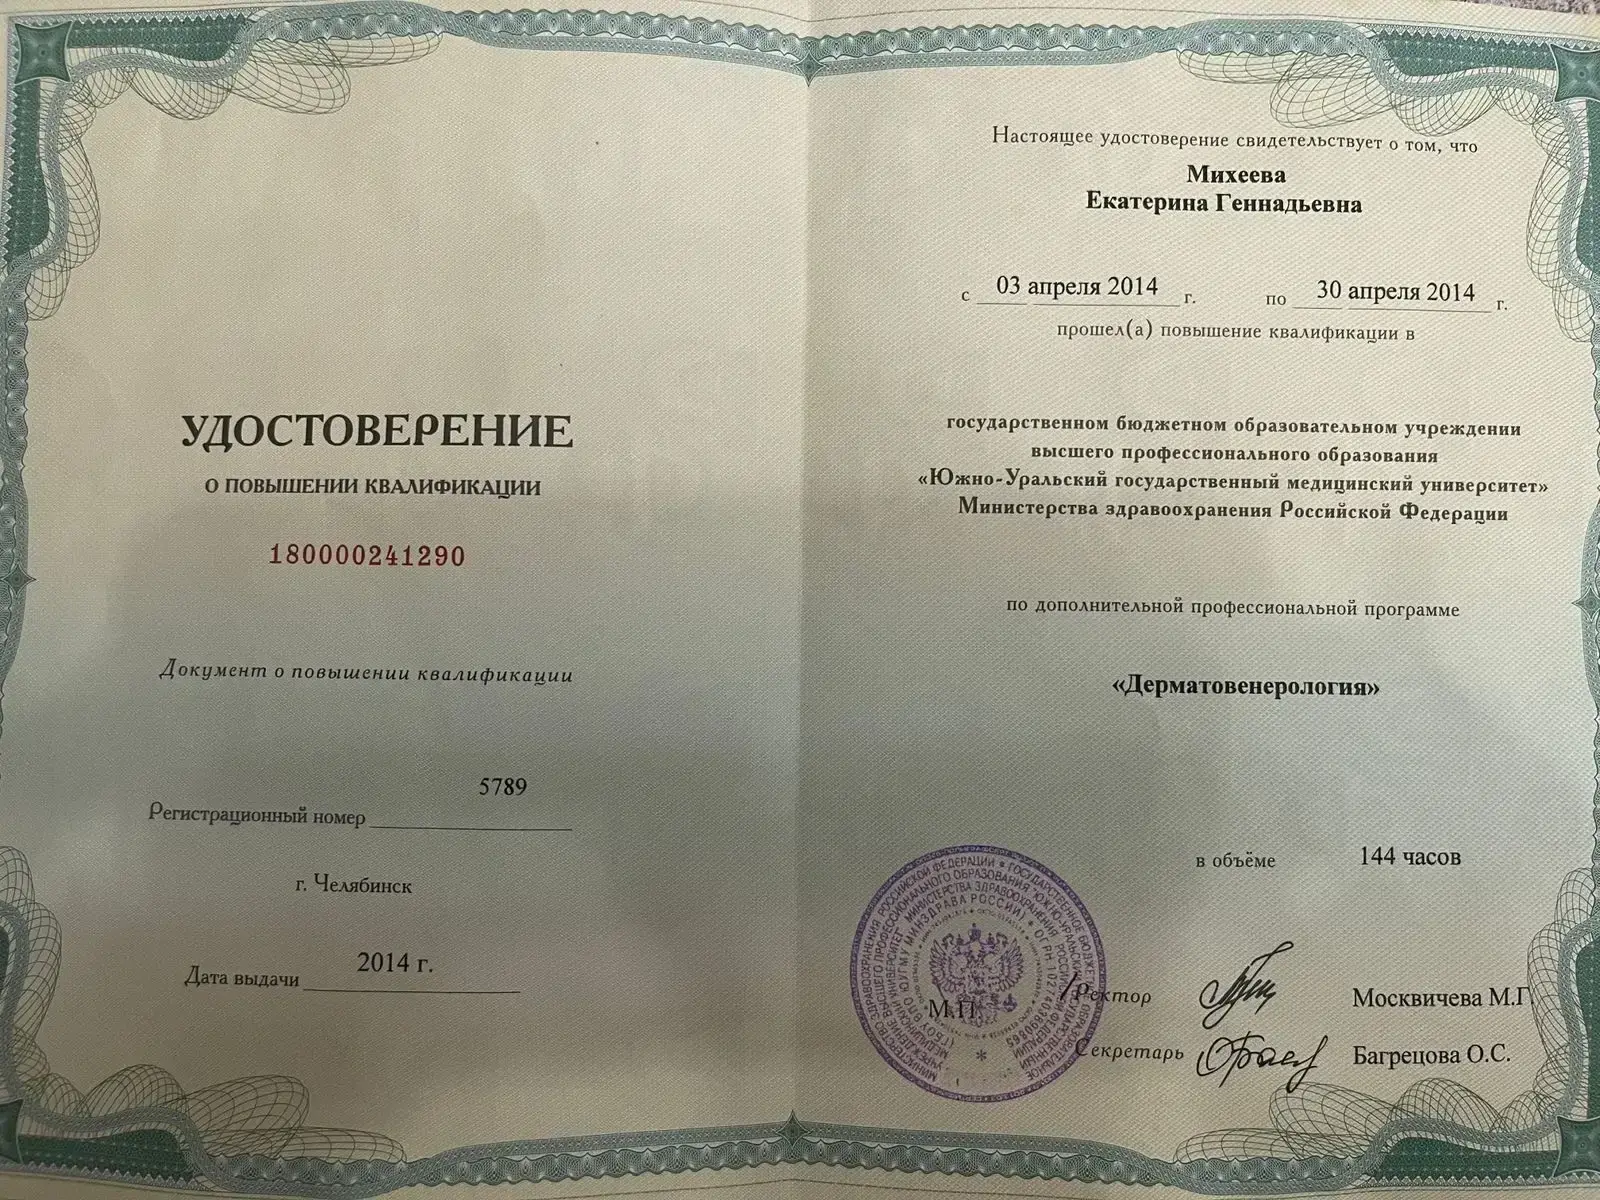 УДОСТОВЕРЕНИЕ
О ПОВЫШЕНИИ КВАЛИФИКАЦИИ
180000241290
Документ о повышении квалификации
5789
Регистрационный номер
г. Челябинск
2014 г.
Дата выдачи
Настоящее удостоверение свидетельствует о том, что
Михеева
Екатерина Геннадьевна
с 03 апреля 2014 г. по 30 апреля 2014 г.
прошел(а) повышение квалификации в
государственном бюджетном образовательном учреждении
высшего профессионального образования
«Южно-Уральский государственный медицинский университет»
Министерства здравоохранения Российской Федерации
по дополнительной профессиональной программе
«Дерматовенерология»
в объёме 144 часов
М.П.
/Ректор Москвичева М.Г.
Секретарь Багрецова О.С.